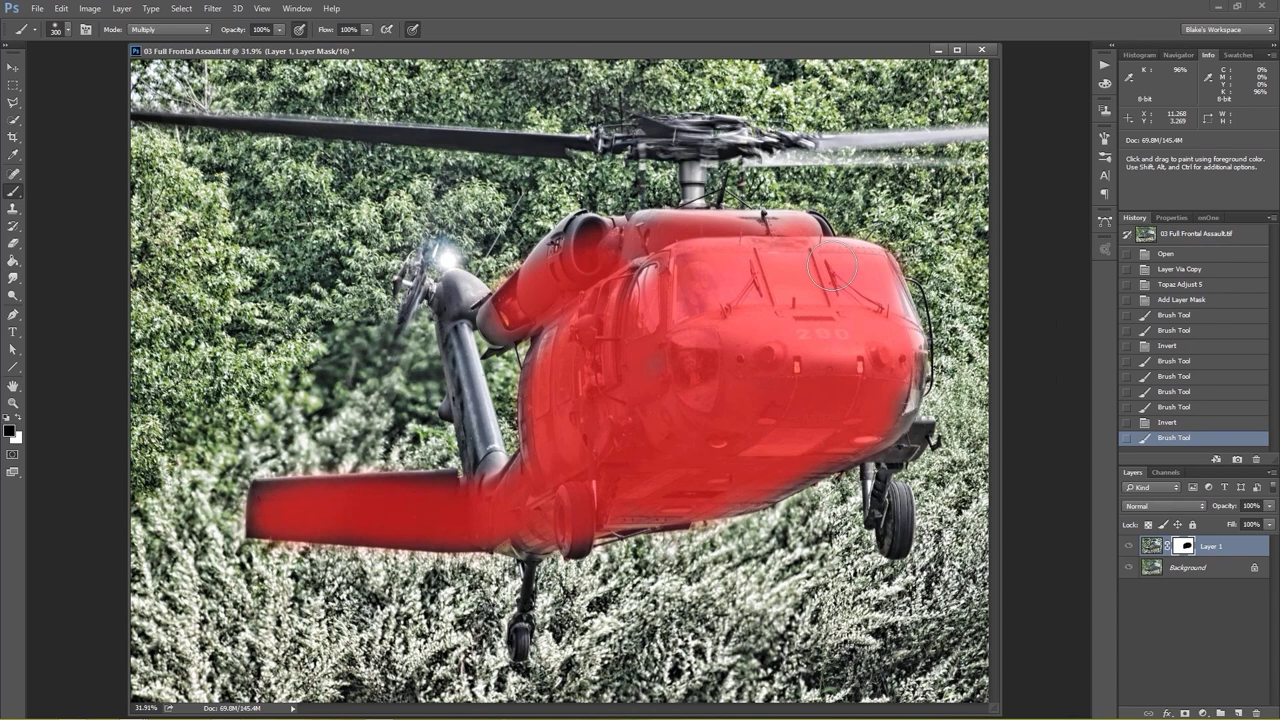 Ps File Edit Image Layer Type Select Filter 3D View Window Help
300 Mode: Multiply Opacity: 100% Flow: 100% Blake's Workspace
03 Full Frontal Assault.tif @ 31.9% (Layer 1, Layer Mask/16) *
Histogram Navigator Info Swatches
K : 96% C : 0%
M : 0%
Y : 0%
K : 96%
8-bit 8-bit
X : 11.268 W :
Y : 3.269 H :
Doc: 69.8M/145.4M
Click and drag to paint using foreground color.
Use Shift, Alt, and Ctrl for additional options.
History Properties onOne
03 Full Frontal Assault.tif
Open
Layer Via Copy
Topaz Adjust 5
Add Layer Mask
Brush Tool
Brush Tool
Invert
Brush Tool
Brush Tool
Brush Tool
Brush Tool
Invert
Brush Tool
Layers Channels
Kind
Normal Opacity: 100%
Lock: Fill: 100%
Layer 1
Background
280
31.91% Doc: 69.8M/145.4M